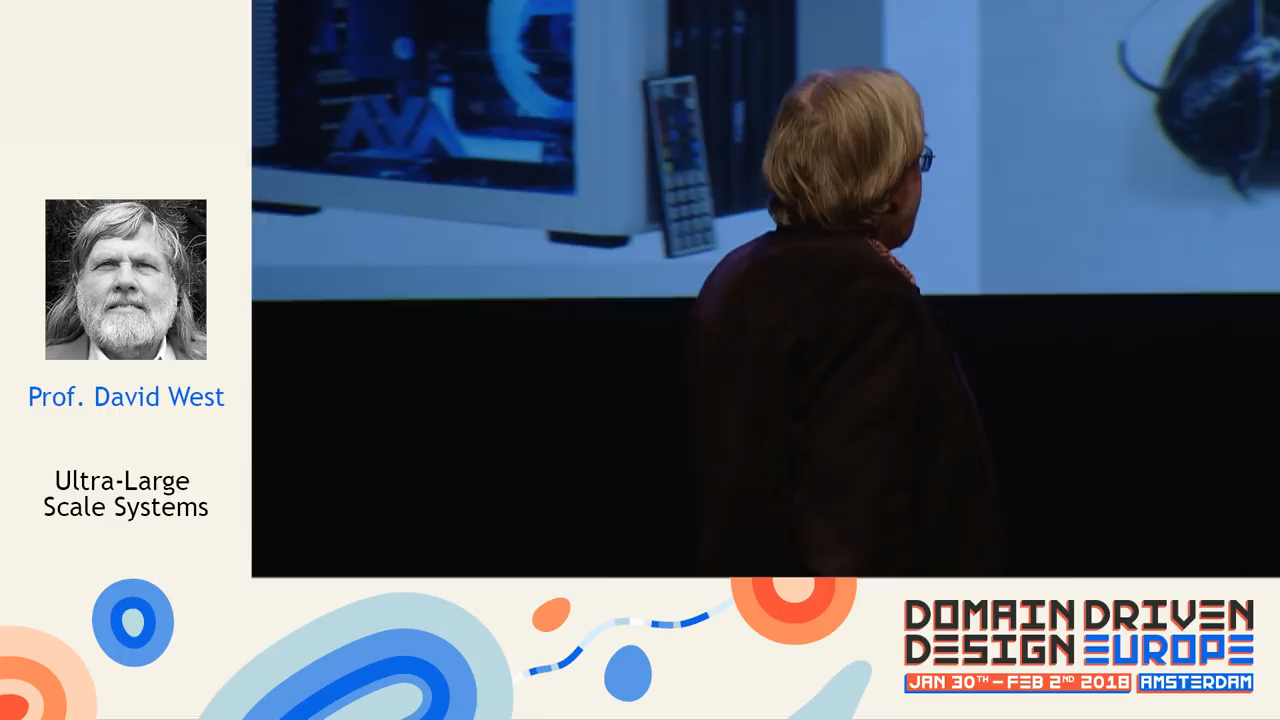 Prof. David West
Ultra-Large
Scale Systems
DOMAIN DRIVEN
DESIGN EUROPE
JAN 30TH – FEB 2ND 2018 AMSTERDAM